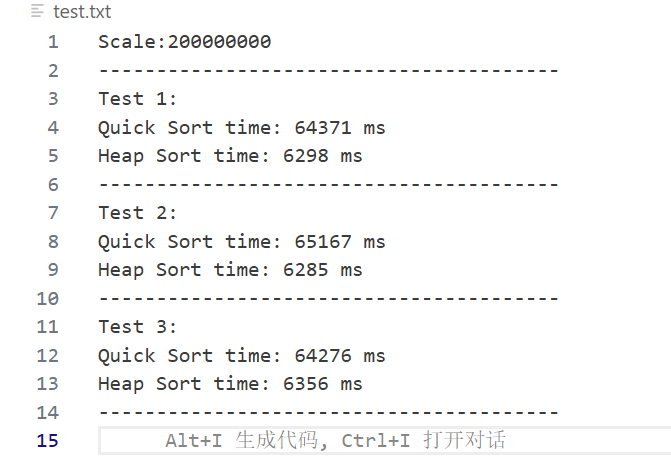 test.txt
1 Scale:200000000
2 ----------------------------------------
3 Test 1:
4 Quick Sort time: 64371 ms
5 Heap Sort time: 6298 ms
6 ----------------------------------------
7 Test 2:
8 Quick Sort time: 65167 ms
9 Heap Sort time: 6285 ms
10 ----------------------------------------
11 Test 3:
12 Quick Sort time: 64276 ms
13 Heap Sort time: 6356 ms
14 ----------------------------------------
15 Alt+I 生成代码, Ctrl+I 打开对话